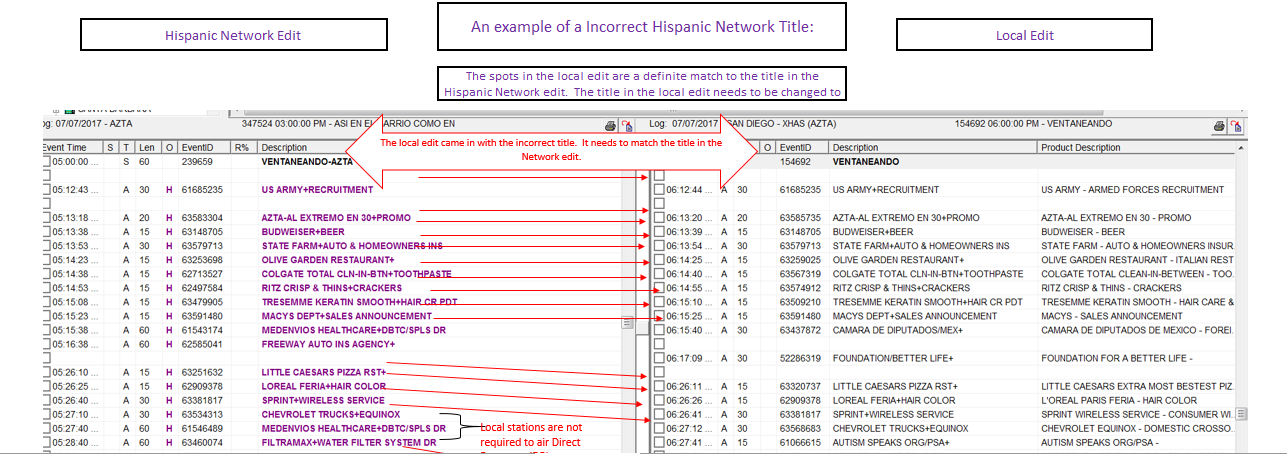 Hispanic Network Edit
An example of a Incorrect Hispanic Network Title:
Local Edit
The spots in the local edit are a definite match to the title in the
Hispanic Network edit.  The title in the local edit needs to be changed to
og: 07/07/2017 - AZTA 347524 03:00:00 PM - ASI EN EL BARRIO COMO EN
Log: 07/07/2017 SAN DIEGO - XHAS (AZTA) 154692 06:00:00 PM - VENTANEANDO
The local edit came in with the incorrect title.  It needs to match the title in the
Network edit.
Event Time S T Len O EventID R% Description
O EventID Description Product Description
05:00:00 ... S 60 239659 VENTANEANDO-AZTA
154692 VENTANEANDO
05:12:43 ... A 30 H 61685235 US ARMY+RECRUITMENT
06:12:44 ... A 30 61685235 US ARMY+RECRUITMENT US ARMY - ARMED FORCES RECRUITMENT
05:13:18 ... A 20 H 63583304 AZTA-AL EXTREMO EN 30+PROMO
06:13:20 ... A 20 63585735 AZTA-AL EXTREMO EN 30+PROMO AZTA-AL EXTREMO EN 30 - PROMO
05:13:38 ... A 15 H 63148705 BUDWEISER+BEER
06:13:39 ... A 15 63148705 BUDWEISER+BEER BUDWEISER - BEER
05:13:53 ... A 30 H 63579713 STATE FARM+AUTO & HOMEOWNERS INS
06:13:54 ... A 30 63579713 STATE FARM+AUTO & HOMEOWNERS INS STATE FARM - AUTO & HOMEOWNERS INSUR...
05:14:23 ... A 15 H 63253698 OLIVE GARDEN RESTAURANT+
06:14:25 ... A 15 63259025 OLIVE GARDEN RESTAURANT+ OLIVE GARDEN RESTAURANT - ITALIAN REST
05:14:38 ... A 15 H 62713527 COLGATE TOTAL CLN-IN-BTN+TOOTHPASTE
06:14:40 ... A 15 63567319 COLGATE TOTAL CLN-IN-BTN+TOOTHPASTE COLGATE TOTAL CLEAN-IN-BETWEEN - TOO...
05:14:53 ... A 15 H 62497584 RITZ CRISP & THINS+CRACKERS
06:14:55 ... A 15 63574912 RITZ CRISP & THINS+CRACKERS RITZ CRISP & THINS - CRACKERS
05:15:08 ... A 15 H 63479905 TRESEMME KERATIN SMOOTH+HAIR CR PDT
06:15:10 ... A 15 63509210 TRESEMME KERATIN SMOOTH+HAIR CR PDT TRESEMME KERATIN SMOOTH - HAIR CARE &
05:15:23 ... A 15 H 63591480 MACYS DEPT+SALES ANNOUNCEMENT
06:15:25 ... A 15 63591480 MACYS DEPT+SALES ANNOUNCEMENT MACYS - SALES ANNOUNCEMENT
05:15:38 ... A 60 H 61543174 MEDENVIOS HEALTHCARE+DBTC/SPLS DR
06:15:40 ... A 30 63437872 CAMARA DE DIPUTADOS/MEX+ CAMARA DE DIPUTADOS DE MEXICO - FOREI...
05:16:38 ... A 60 H 62585041 FREEWAY AUTO INS AGENCY+
06:17:09 ... A 30 52286319 FOUNDATION/BETTER LIFE+ FOUNDATION FOR A BETTER LIFE -
05:26:10 ... A 15 H 63251632 LITTLE CAESARS PIZZA RST+
05:26:25 ... A 15 H 62909378 LOREAL FERIA+HAIR COLOR
06:26:11 ... A 15 63320737 LITTLE CAESARS PIZZA RST+ LITTLE CAESARS EXTRA MOST BESTEST PIZ...
05:26:40 ... A 30 H 63381817 SPRINT+WIRELESS SERVICE
06:26:26 ... A 15 62909378 LOREAL FERIA+HAIR COLOR L'OREAL PARIS FERIA - HAIR COLOR
05:27:10 ... A 30 H 63534313 CHEVROLET TRUCKS+EQUINOX
06:26:41 ... A 30 63381817 SPRINT+WIRELESS SERVICE SPRINT WIRELESS SERVICE - CONSUMER WI...
05:27:40 ... A 60 H 61546489 MEDENVIOS HEALTHCARE+DBTC/SPLS DR
06:27:12 ... A 30 63568683 CHEVROLET TRUCKS+EQUINOX CHEVROLET EQUINOX - DOMESTIC CROSSO...
05:28:40 ... A 60 H 63460074 FILTRAMAX+WATER FILTER SYSTEM DR
06:27:41 ... A 15 61066615 AUTISM SPEAKS ORG/PSA+ AUTISM SPEAKS ORG/PSA -
Local stations are not
required to air Direct